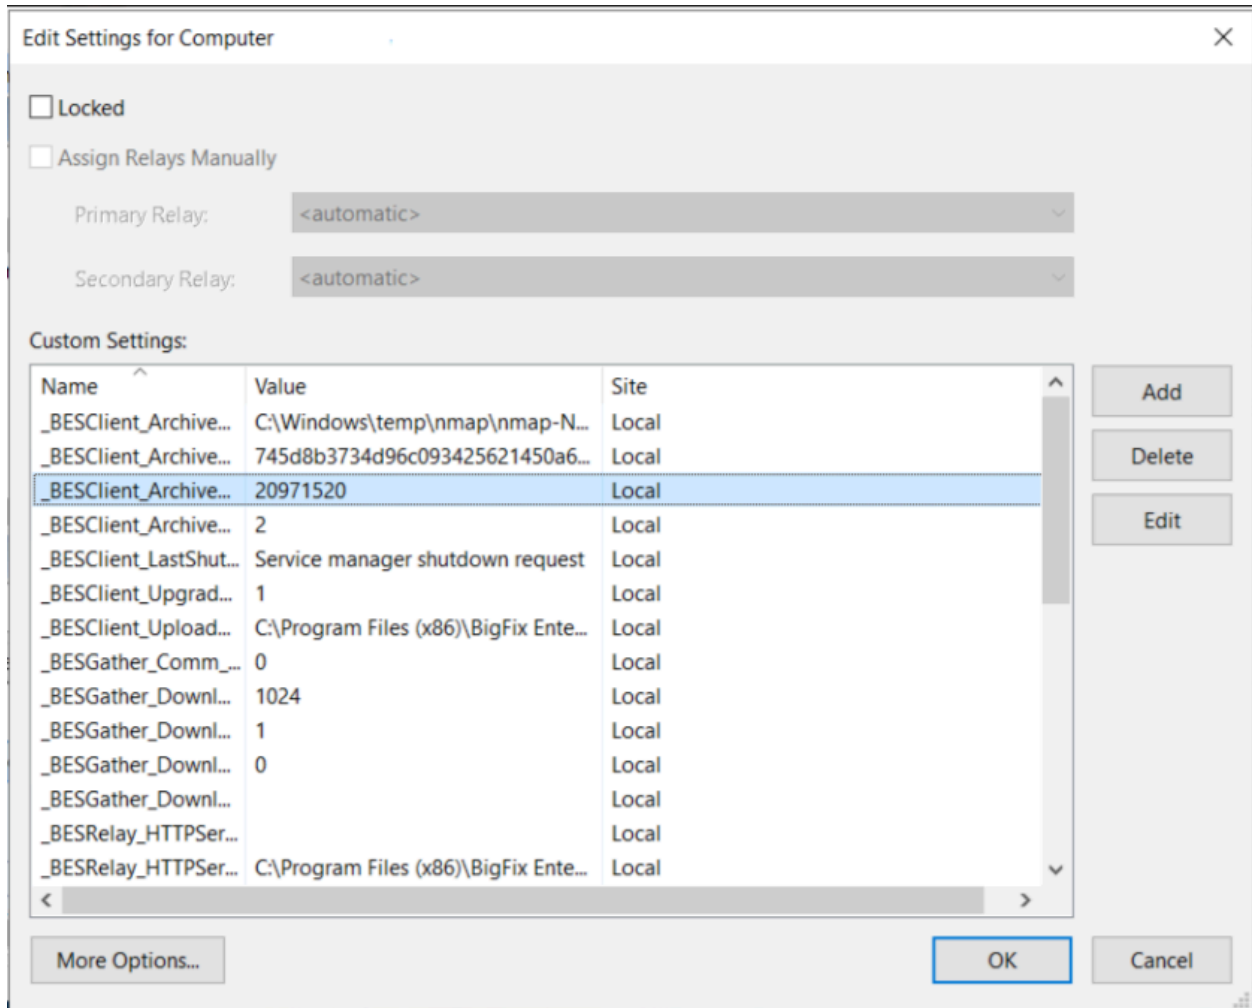 Edit Settings for Computer
Locked
Assign Relays Manually
Primary Relay: <automatic>
Secondary Relay: <automatic>
Custom Settings:
Name Value Site
_BESClient_Archive... C:\Windows\temp\nmap\nmap-N... Local
_BESClient_Archive... 745d8b3734d96c093425621450a6... Local
_BESClient_Archive... 20971520 Local
_BESClient_Archive... 2 Local
_BESClient_LastShut... Service manager shutdown request Local
_BESClient_Upgrad... 1 Local
_BESClient_Upload... C:\Program Files (x86)\BigFix Ente... Local
_BESGather_Comm_... 0 Local
_BESGather_Downl... 1024 Local
_BESGather_Downl... 1 Local
_BESGather_Downl... 0 Local
_BESGather_Downl... Local
_BESRelay_HTTPSer... Local
_BESRelay_HTTPSer... C:\Program Files (x86)\BigFix Ente... Local
Add
Delete
Edit
More Options... OK Cancel